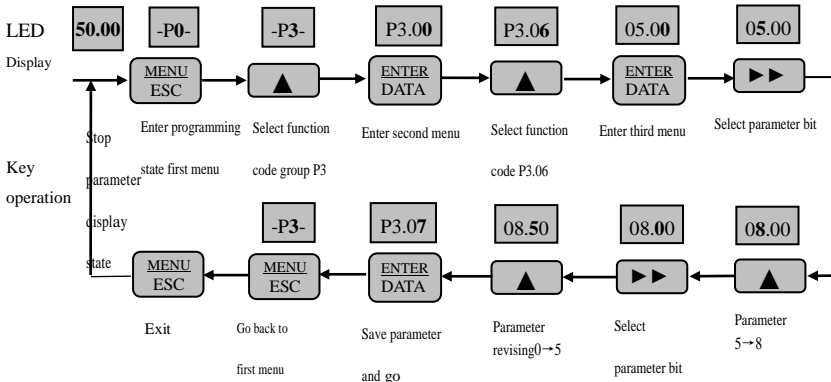 LED
Display
50.00
-P0-
-P3-
P3.00
P3.06
05.00
05.00
MENU
ESC
▲
ENTER
DATA
▲
ENTER
DATA
►►
Enter programming
state first menu
Select function
code group P3
Enter second menu
Select function
code P3.06
Enter third menu
Select parameter bit
Key
operation
Stop
parameter
display
state
-P3-
P3.07
08.50
08.00
08.00
MENU
ESC
MENU
ESC
ENTER
DATA
▲
►►
▲
Exit
Go back to
first menu
Save parameter
and go
Parameter
revising0→5
Select
parameter bit
Parameter
5→8